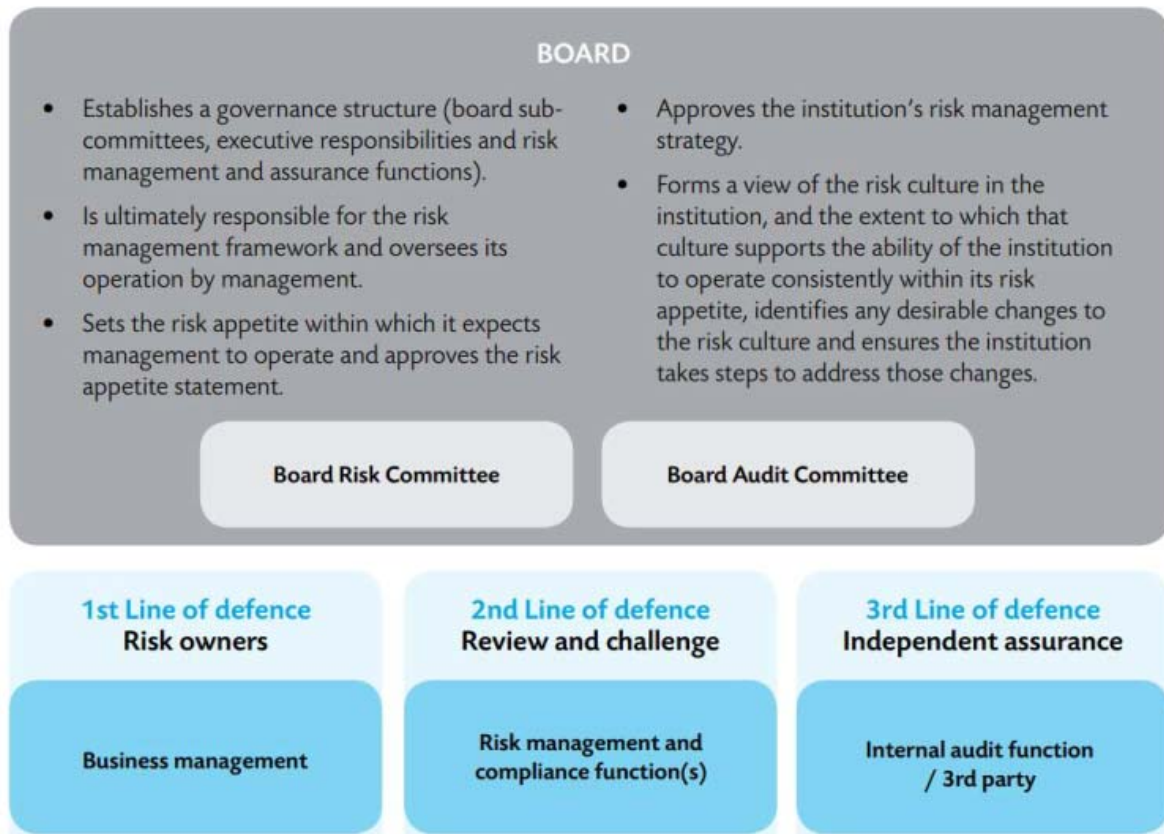 BOARD
• Establishes a governance structure (board sub-
committees, executive responsibilities and risk
management and assurance functions).
• Is ultimately responsible for the risk
management framework and oversees its
operation by management.
• Sets the risk appetite within which it expects
management to operate and approves the risk
appetite statement.
• Approves the institution’s risk management
strategy.
• Forms a view of the risk culture in the
institution, and the extent to which that
culture supports the ability of the institution
to operate consistently within its risk
appetite, identifies any desirable changes to
the risk culture and ensures the institution
takes steps to address those changes.
Board Risk Committee
Board Audit Committee
1st Line of defence
Risk owners
Business management
2nd Line of defence
Review and challenge
Risk management and
compliance function(s)
3rd Line of defence
Independent assurance
Internal audit function
/ 3rd party